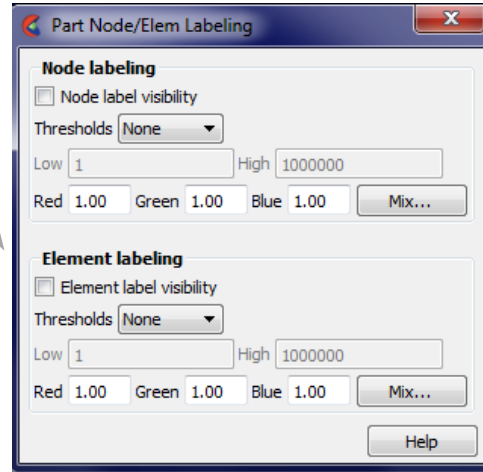 Part Node/Elem Labeling
Node labeling
Node label visibility
Thresholds None
Low 1 High 1000000
Red 1.00 Green 1.00 Blue 1.00 Mix...
Element labeling
Element label visibility
Thresholds None
Low 1 High 1000000
Red 1.00 Green 1.00 Blue 1.00 Mix...
Help